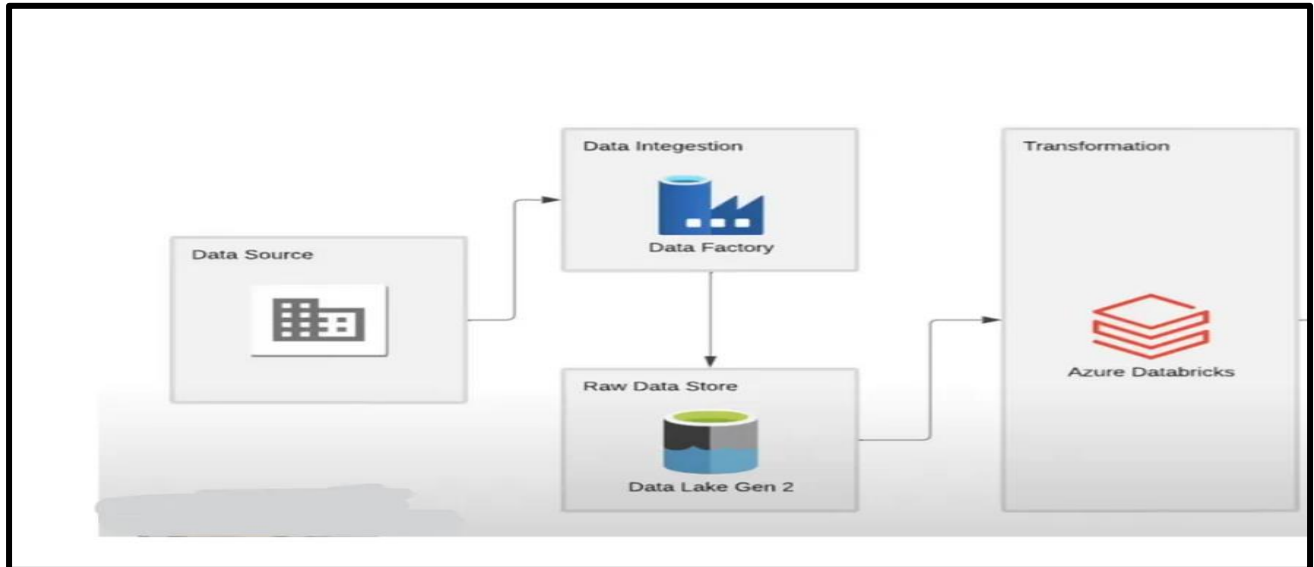 Data Source
Data Integestion
Data Factory
Raw Data Store
Data Lake Gen 2
Transformation
Azure Databricks